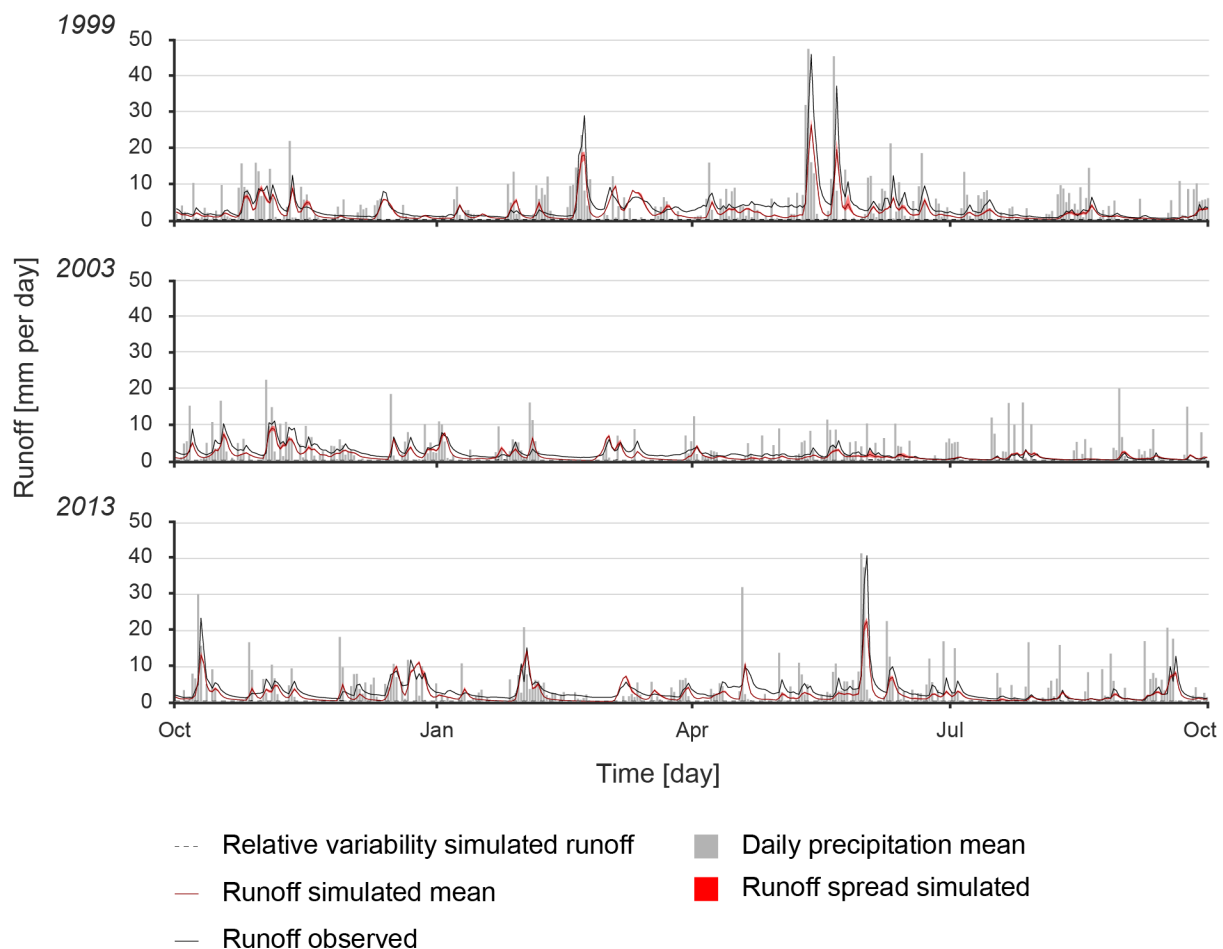 1999
50
40
30
20
10
0
2003
50
40
30
20
10
0
2013
50
40
30
20
10
0
Runoff [mm per day]
Oct Jan Apr Jul Oct
Time [day]
Relative variability simulated runoff
Runoff simulated mean
Runoff observed
Daily precipitation mean
Runoff spread simulated